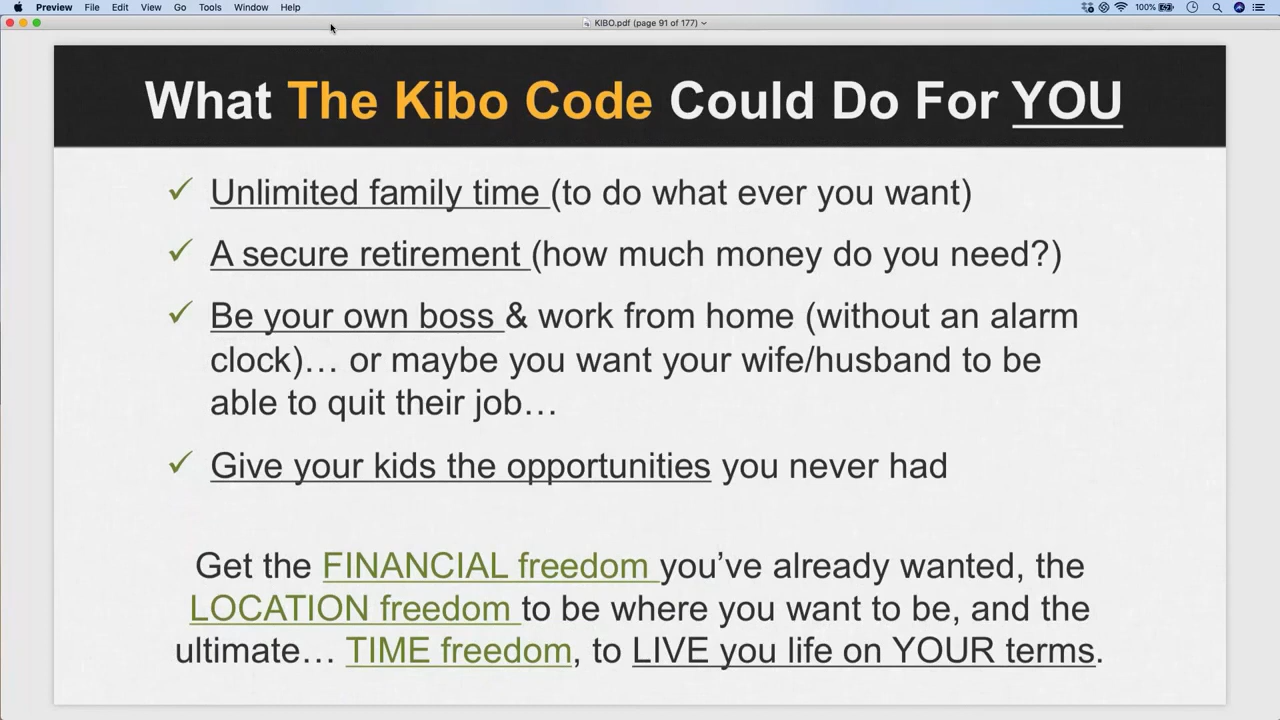 Preview File Edit View Go Tools Window Help
100%
KIBO.pdf (page 91 of 177)
What The Kibo Code Could Do For YOU
✓ Unlimited family time (to do what ever you want)
✓ A secure retirement (how much money do you need?)
✓ Be your own boss & work from home (without an alarm
clock)… or maybe you want your wife/husband to be
able to quit their job…
✓ Give your kids the opportunities you never had
Get the FINANCIAL freedom you’ve already wanted, the
LOCATION freedom to be where you want to be, and the
ultimate… TIME freedom, to LIVE you life on YOUR terms.